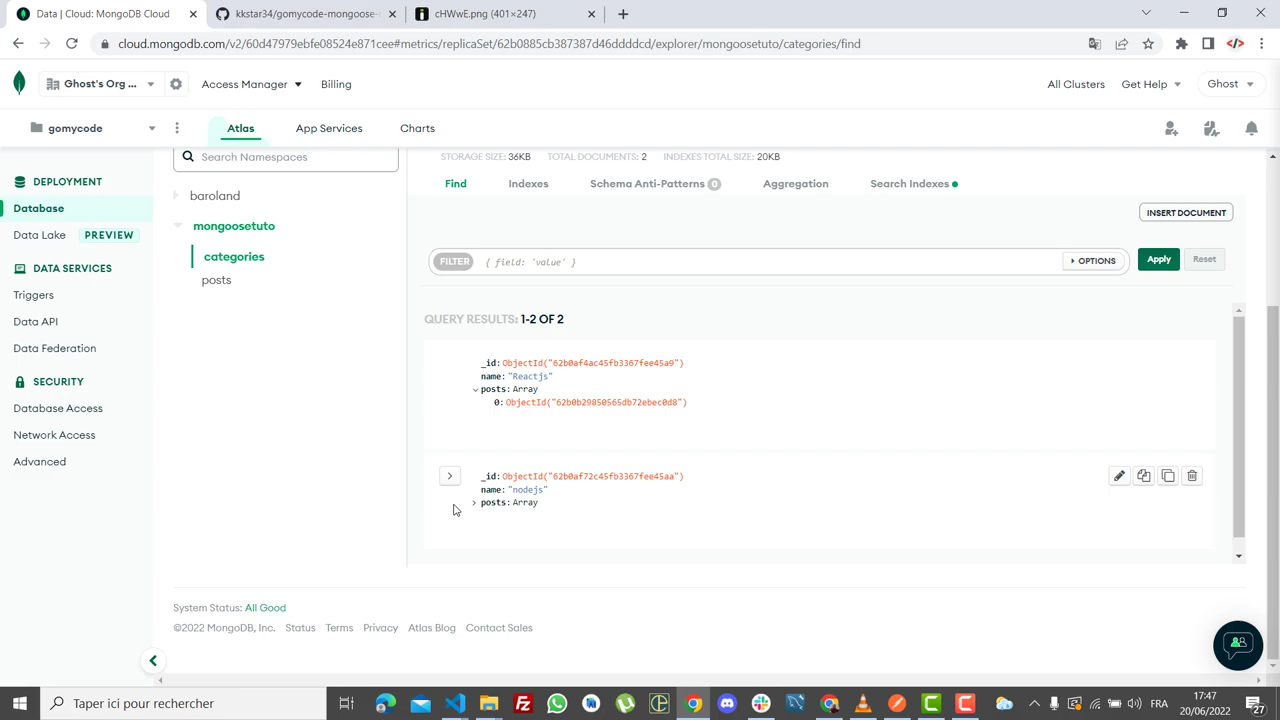 Data | Cloud: MongoDB Cloud
kkstar34/gomycode-mongoose-
cHWwE.png (401×247)
cloud.mongodb.com/v2/60d47979ebfe08524e871cee#metrics/replicaSet/62b0885cb387387d46ddddcd/explorer/mongoosetuto/categories/find
Ghost's Org ...
Access Manager
Billing
All Clusters
Get Help
Ghost
gomycode
Atlas
App Services
Charts
DEPLOYMENT
Database
Data Lake PREVIEW
DATA SERVICES
Triggers
Data API
Data Federation
SECURITY
Database Access
Network Access
Advanced
Search Namespaces
baroland
mongoosetuto
categories
posts
STORAGE SIZE: 36KB TOTAL DOCUMENTS: 2 INDEXES TOTAL SIZE: 20KB
Find Indexes Schema Anti-Patterns 0 Aggregation Search Indexes
INSERT DOCUMENT
FILTER { field: 'value' } OPTIONS Apply Reset
QUERY RESULTS: 1-2 OF 2
_id: ObjectId("62b0af4ac45fb3367fee45a9")
name: "Reactjs"
posts: Array
0: ObjectId("62b0b29850565db72ebec0d8")
_id: ObjectId("62b0af72c45fb3367fee45aa")
name: "nodejs"
posts: Array
System Status: All Good
©2022 MongoDB, Inc. Status Terms Privacy Atlas Blog Contact Sales
Taper ici pour rechercher
FRA
17:47
20/06/2022
27